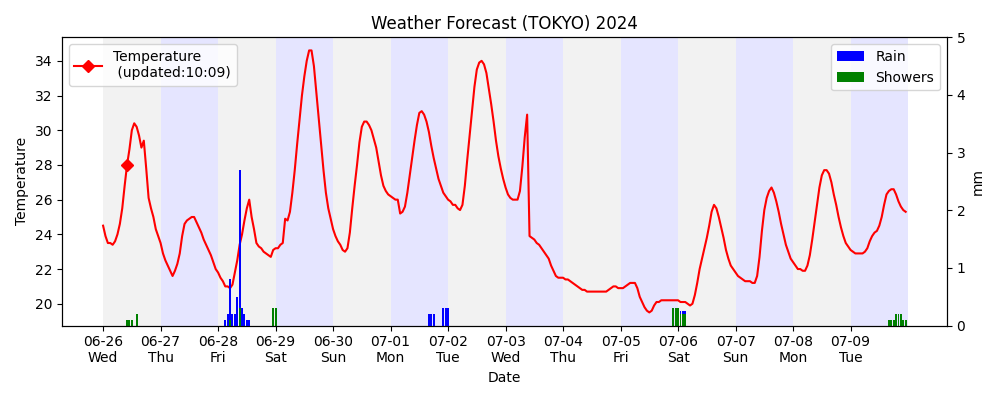 Weather Forecast (TOKYO) 2024
Temperature
(updated:10:09)
Rain
Showers
Temperature
34
32
30
28
26
24
22
20
5
4
3
2
1
0
mm
06-26 06-27 06-28 06-29 06-30 07-01 07-02 07-03 07-04 07-05 07-06 07-07 07-08 07-09
Wed Thu Fri Sat Sun Mon Tue Wed Thu Fri Sat Sun Mon Tue
Date